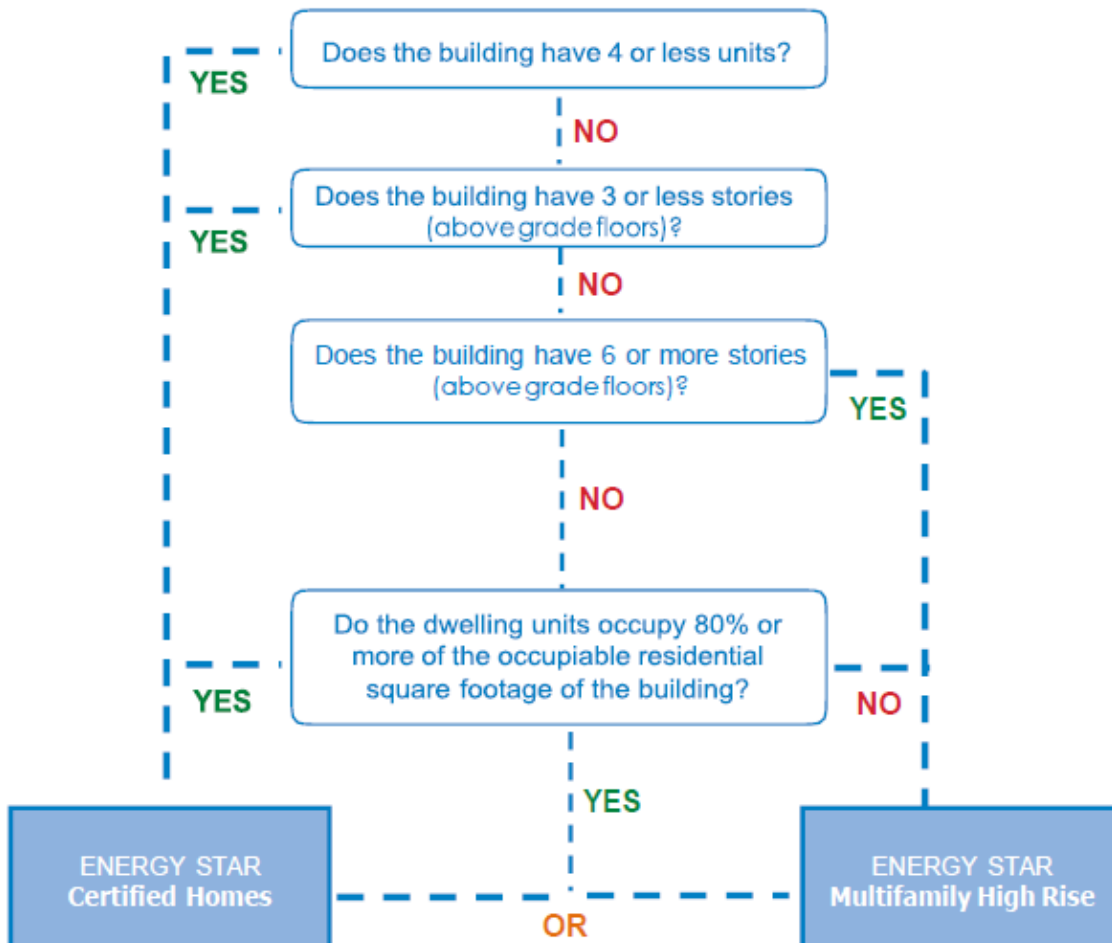 Does the building have 4 or less units?
YES
NO
Does the building have 3 or less stories
(above grade floors)?
YES
NO
Does the building have 6 or more stories
(above grade floors)?
YES
NO
Do the dwelling units occupy 80% or
more of the occupiable residential
square footage of the building?
YES
NO
YES
ENERGY STAR
Certified Homes
OR
ENERGY STAR
Multifamily High Rise